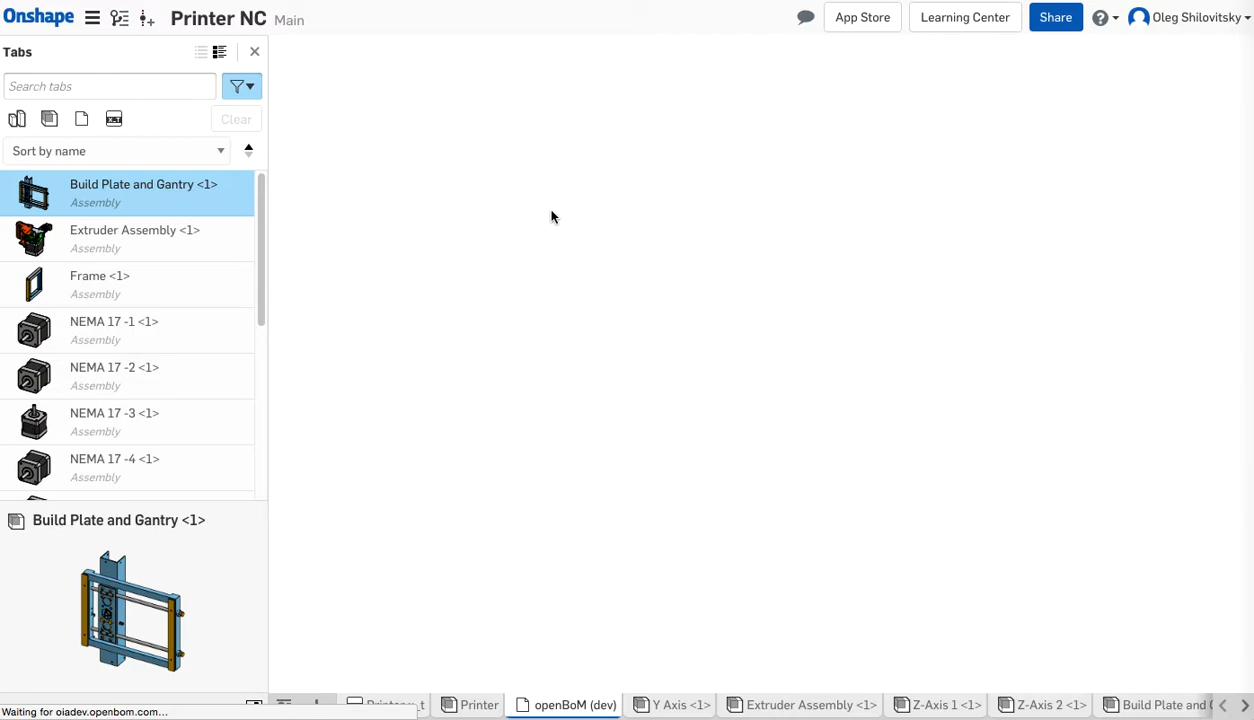 Onshape Printer NC Main App Store Learning Center Share Oleg Shilovitsky
Tabs
Search tabs
Clear
Sort by name
Build Plate and Gantry <1>
Assembly
Extruder Assembly <1>
Assembly
Frame <1>
Assembly
NEMA 17 -1 <1>
Assembly
NEMA 17 -2 <1>
Assembly
NEMA 17 -3 <1>
Assembly
NEMA 17 -4 <1>
Assembly
Build Plate and Gantry <1>
Printer openBoM (dev) Y Axis <1> Extruder Assembly <1> Z-Axis 1 <1> Z-Axis 2 <1> Build Plate and
Waiting for oiadev.openbom.com...